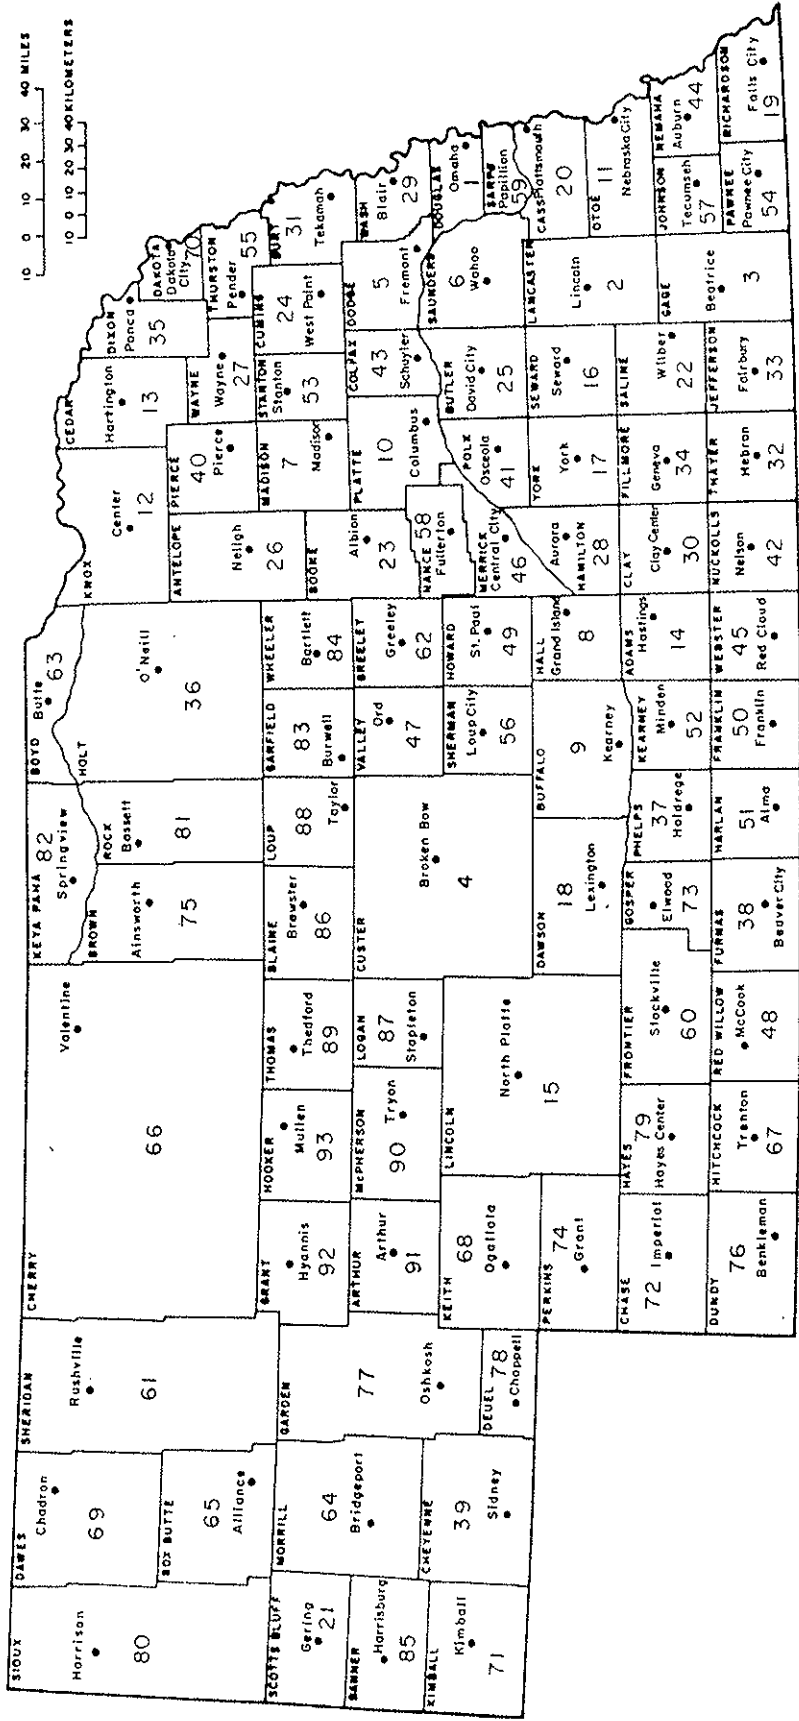 10 0 10 20 30 40 MILES
10 0 10 20 30 40 KILOMETERS
SIOUX
Harrison
80
DAWES
Chadron
69
BOX BUTTE
65
Alliance
SHERIDAN
Rushville
61
SCOTTS BLUFF
Gering
21
BANNER
Harrisburg
85
KIMBALL
Kimball
71
MORRILL
64
Bridgeport
CHEYENNE
39
Sidney
GARDEN
77
Oshkosh
DEUEL
78
Chappell
CHERRY
Valentine
66
GRANT
Hyannis
92
HOOKER
Mullen
93
THOMAS
Thedford
89
ARTHUR
Arthur
91
McPHERSON
Tryon
90
LOGAN
87
Stapleton
KEITH
68
Ogallala
LINCOLN
North Platte
15
PERKINS
74
Grant
CHASE
72
Imperial
HAYES
79
Hayes Center
FRONTIER
Stockville
60
DUNDY
76
Benkleman
HITCHCOCK
Trenton
67
RED WILLOW
McCook
48
KEYA PAHA
82
Springview
BROWN
Ainsworth
75
ROCK
Bassett
81
BOYD
Butte
63
HOLT
O'Neill
36
BLAINE
Brewster
86
LOUP
88
Taylor
GARFIELD
83
Burwell
WHEELER
Bartlett
84
CUSTER
Broken Bow
4
VALLEY
Ord
47
GREELEY
Greeley
62
SHERMAN
Loup City
56
HOWARD
St. Paul
49
DAWSON
18
Lexington
BUFFALO
9
Kearney
HALL
Grand Island
8
GOSPER
Elwood
73
PHELPS
37
Holdrege
KEARNEY
Minden
52
ADAMS
Hastings
14
FURNAS
38
Beaver City
HARLAN
51
Alma
FRANKLIN
50
Franklin
WEBSTER
45
Red Cloud
KNOX
Center
12
CEDAR
Hartington
13
DIXON
Ponca
35
DAKOTA
Dakota City
70
ANTELOPE
Neligh
26
PIERCE
40
Pierce
WAYNE
Wayne
27
THURSTON
Pender
55
BOONE
Albion
23
MADISON
7
Madison
STANTON
Stanton
53
CUMING
24
West Point
BURT
31
Tekamah
NANCE
58
Fullerton
PLATTE
10
Columbus
COLFAX
43
Schuyler
DODGE
5
Fremont
WASH
Blair
29
MERRICK
Central City
46
POLK
Osceola
41
BUTLER
David City
25
SAUNDERS
6
Wahoo
DOUGLAS
Omaha
1
SARPY
Papillion
59
HAMILTON
Aurora
28
YORK
York
17
SEWARD
Seward
16
LANCASTER
Lincoln
2
CASS
Plattsmouth
20
OTOE
11
Nebraska City
CLAY
Clay Center
30
FILLMORE
Geneva
34
SALINE
Wilber
22
GAGE
Beatrice
3
JOHNSON
Tecumseh
57
NEMAHA
Auburn
44
NUCKOLLS
Nelson
42
THAYER
Hebran
32
JEFFERSON
Fairbury
33
PAWNEE
Pawnee City
54
RICHARDSON
Falls City
19